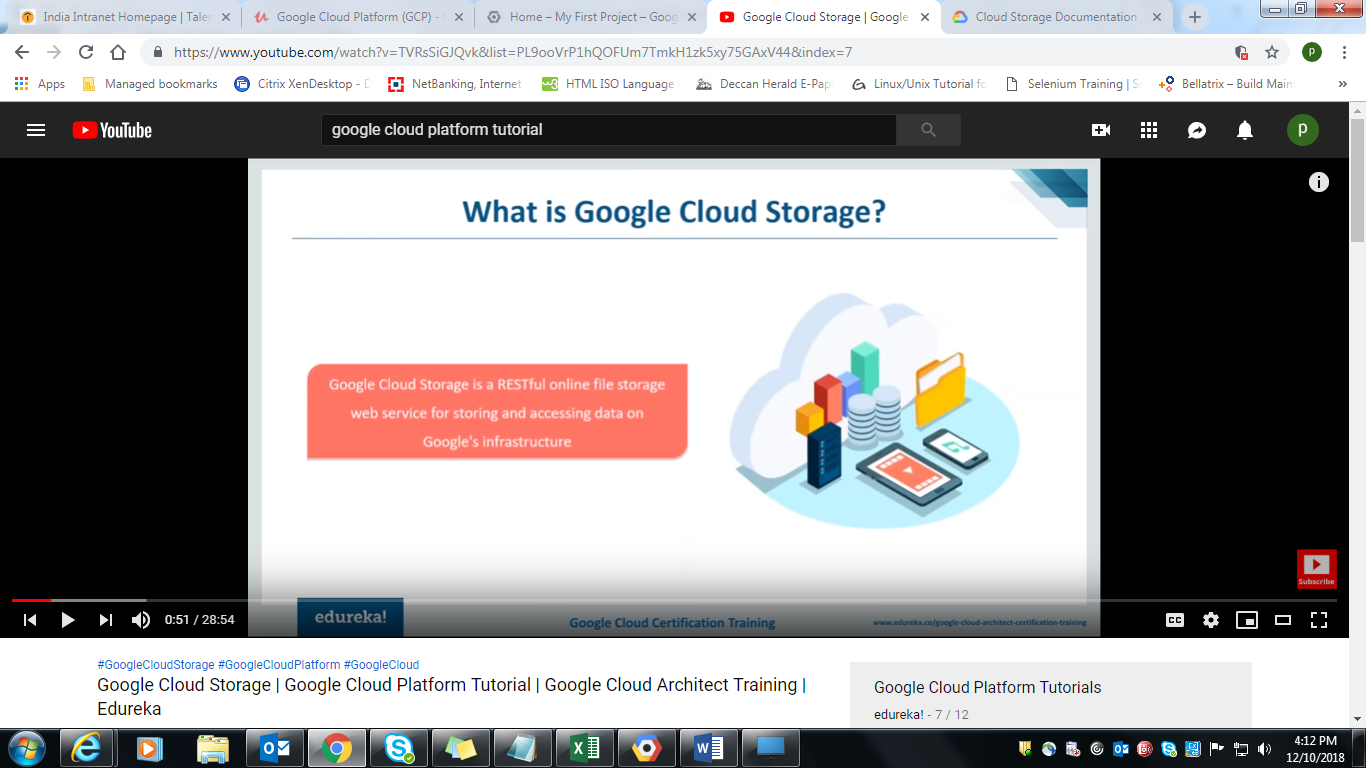 India Intranet Homepage | Talen
Google Cloud Platform (GCP) -
Home – My First Project – Goog
Google Cloud Storage | Google
Cloud Storage Documentation
https://www.youtube.com/watch?v=TVRsSiGJQvk&list=PL9ooVrP1hQOFUm7TmkH1zk5xy75GAxV44&index=7
p
Apps
Managed bookmarks
Citrix XenDesktop - D
NetBanking, Internet
HTML ISO Language
Deccan Herald E-Pap
Linux/Unix Tutorial fo
Selenium Training | S
Bellatrix – Build Main
»
YouTube
google cloud platform tutorial
p
What is Google Cloud Storage?
Google Cloud Storage is a RESTful online file storage
web service for storing and accessing data on
Google's infrastructure
Subscribe
0:51 / 28:54
CC
edureka!
Google Cloud Certification Training
www.edureka.co/google-cloud-architect-certification-training
#GoogleCloudStorage #GoogleCloudPlatform #GoogleCloud
Google Cloud Storage | Google Cloud Platform Tutorial | Google Cloud Architect Training |
Edureka
Google Cloud Platform Tutorials
edureka! - 7 / 12
4:12 PM
12/10/2018